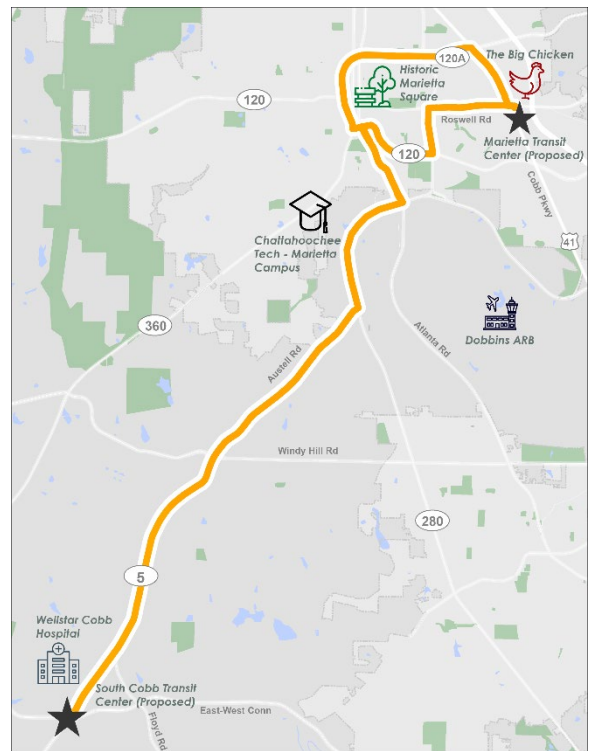 The Big Chicken
120A
Historic
Marietta
Square
120
Roswell Rd
Marietta Transit
Center (Proposed)
120
Cobb Pkwy
Challahoochee
Tech - Marietta
Campus
41
360
Dobbins ARB
Atlanta Rd
Austell Rd
Windy Hill Rd
280
5
Wellstar Cobb
Hospital
South Cobb Transit
Center (Proposed)
East-West Conn
Floyd Rd